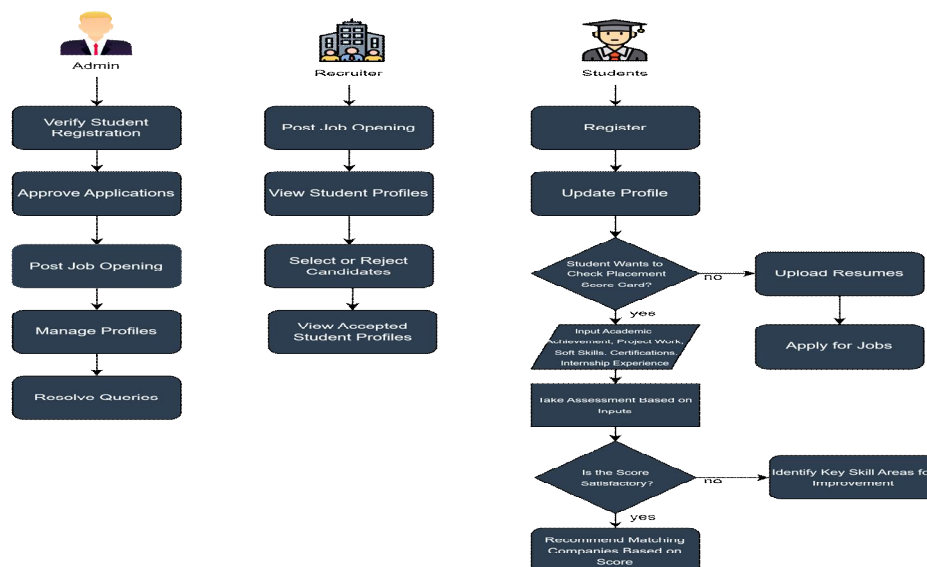 Admin
Verify Student
Registration
Approve Applications
Post Job Opening
Manage Profiles
Resolve Queries
Recruiter
Post Job Opening
View Student Profiles
Select or Reject
Candidates
View Accepted
Student Profiles
Students
Register
Update Profile
Student Wants to
Check Placement
Score Card?
no
Upload Resumes
Apply for Jobs
yes
Input Academic
Achievement, Project Work,
Soft Skills, Certifications,
Internship Experience
Take Assessment Based on
Inputs
Is the Score
Satisfactory?
no
Identify Key Skill Areas fo
Improvement
yes
Recommend Matching
Companies Based on
Score